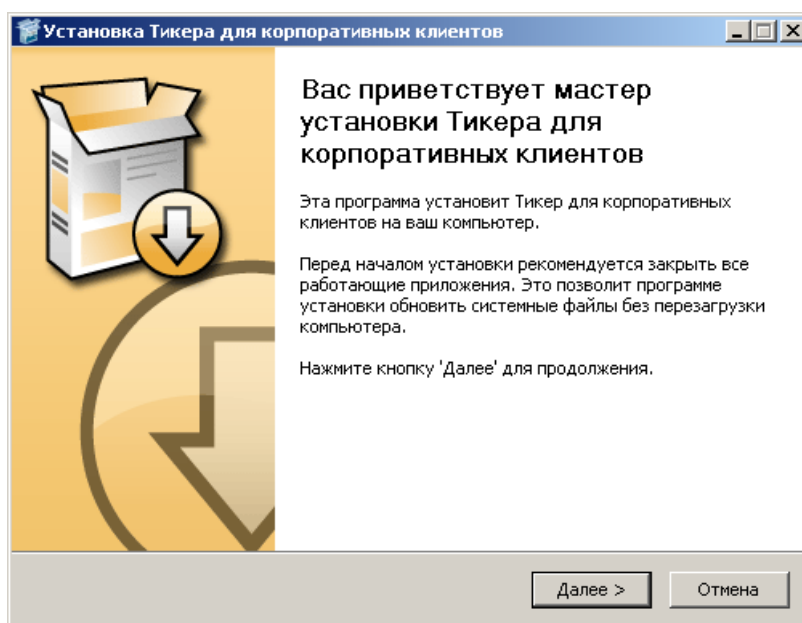 Установка Тикера для корпоративных клиентов
Вас приветствует мастер
установки Тикера для
корпоративных клиентов
Эта программа установит Тикер для корпоративных
клиентов на ваш компьютер.
Перед началом установки рекомендуется закрыть все
работающие приложения. Это позволит программе
установки обновить системные файлы без перезагрузки
компьютера.
Нажмите кнопку 'Далее' для продолжения.
Далее >
Отмена